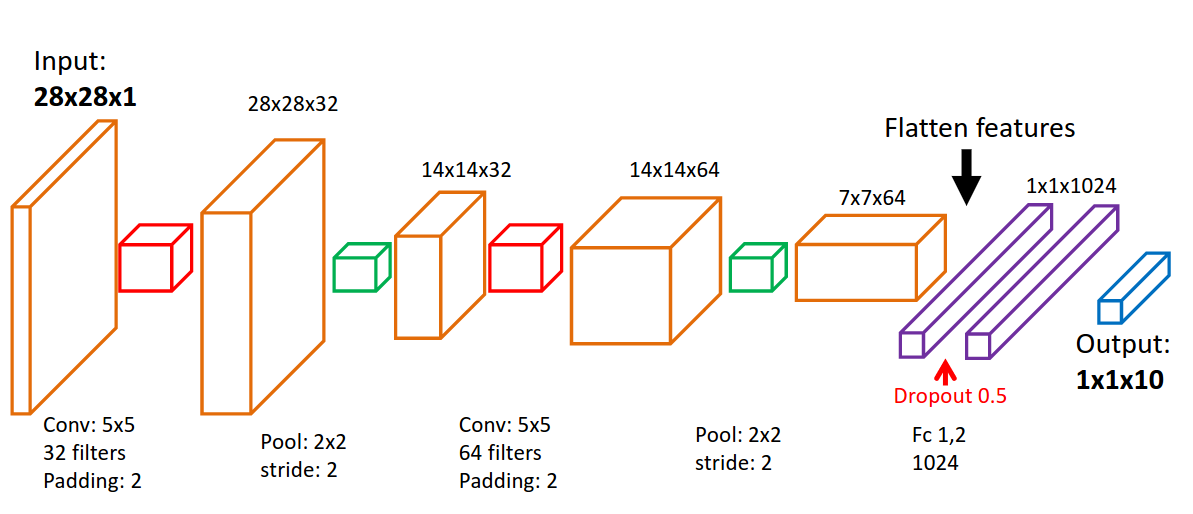 Input:
28x28x1
28x28x32
14x14x32
14x14x64
7x7x64
Flatten features
1x1x1024
Output:
1x1x10
Dropout 0.5
Conv: 5x5
32 filters
Padding: 2
Pool: 2x2
stride: 2
Conv: 5x5
64 filters
Padding: 2
Pool: 2x2
stride: 2
Fc 1,2
1024